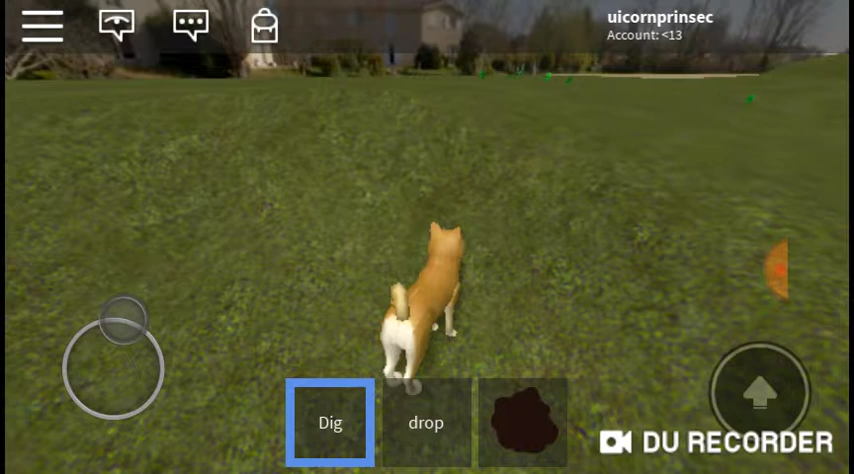 uicornprinsec
Account: <13
Dig
drop
DU RECORDER